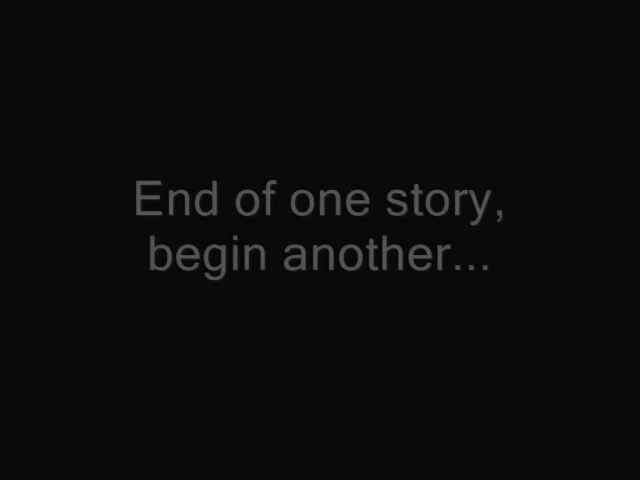 End of one story,
begin another...